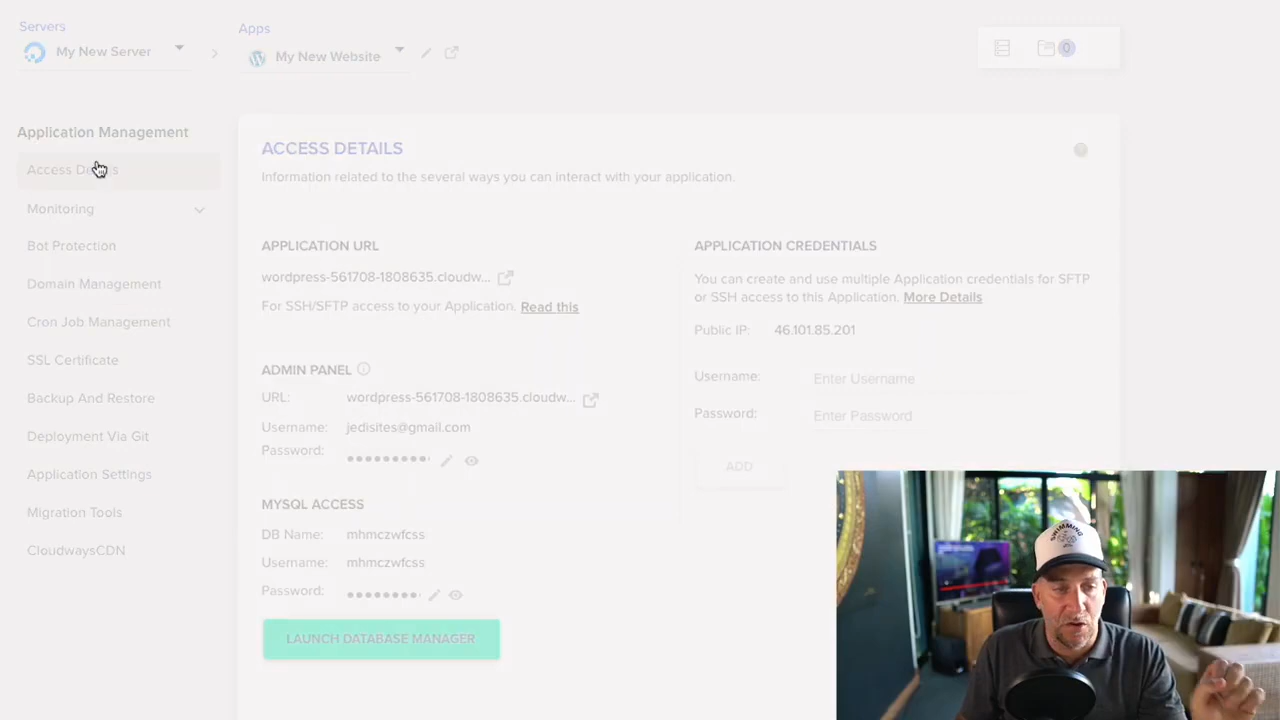 Servers
My New Server
Apps
My New Website
0
Application Management
Access Details
Monitoring
Bot Protection
Domain Management
Cron Job Management
SSL Certificate
Backup And Restore
Deployment Via Git
Application Settings
Migration Tools
CloudwaysCDN
ACCESS DETAILS
Information related to the several ways you can interact with your application.
APPLICATION URL
wordpress-561708-1808635.cloudw...
For SSH/SFTP access to your Application. Read this
ADMIN PANEL
URL: wordpress-561708-1808635.cloudw...
Username: jedisites@gmail.com
Password: ••••••••••
MYSQL ACCESS
DB Name: mhmczwfcss
Username: mhmczwfcss
Password: •••••••••
LAUNCH DATABASE MANAGER
APPLICATION CREDENTIALS
You can create and use multiple Application credentials for SFTP
or SSH access to this Application. More Details
Public IP: 46.101.85.201
Username: Enter Username
Password: Enter Password
ADD
SWIMMING